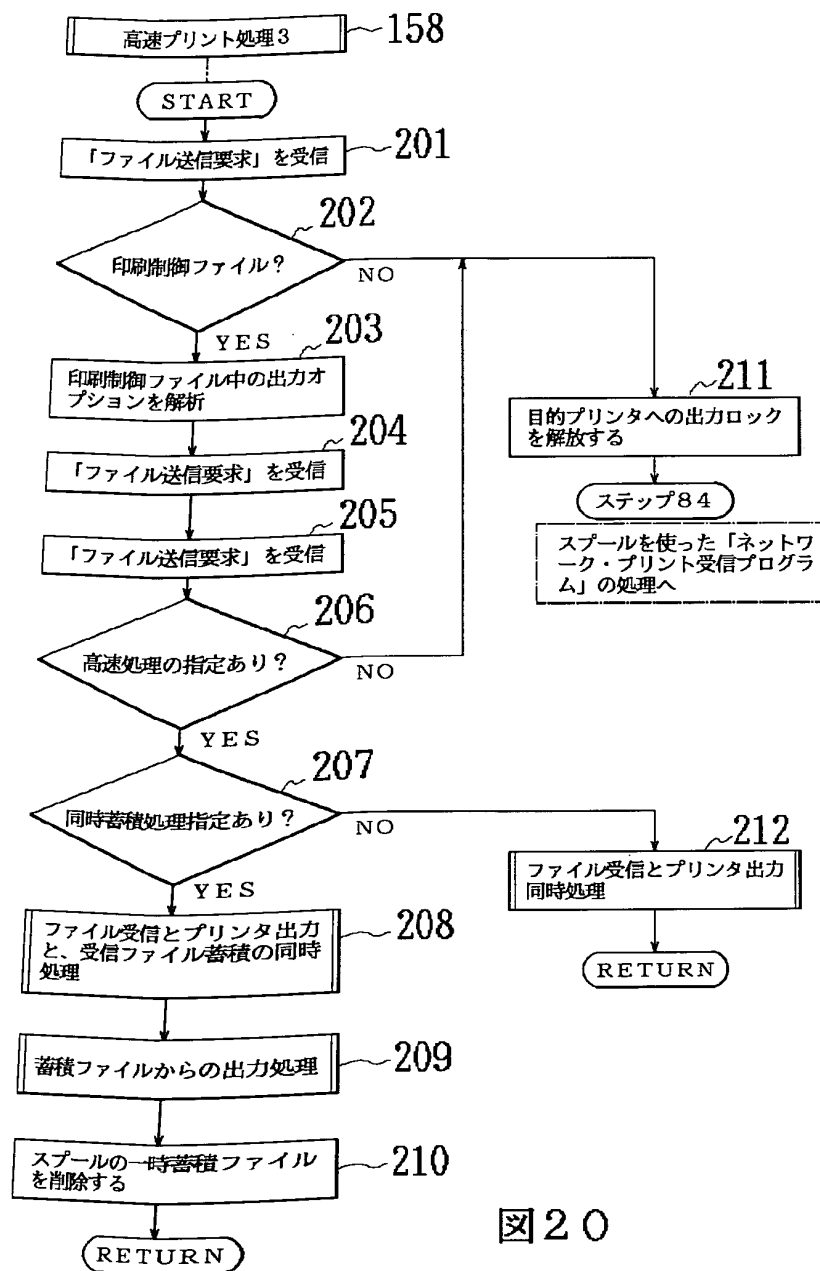 高速プリント処理3
158
START
「ファイル送信要求」を受信
201
202
印刷制御ファイル?
NO
YES
203
印刷制御ファイル中の出力オ
プションを解析
211
目的プリンタへの出力ロック
を解放する
204
「ファイル送信要求」を受信
ステップ84
205
「ファイル送信要求」を受信
スプールを使った「ネットワ
ーク・プリント受信プログラ
ム」の処理へ
206
高速処理の指定あり?
NO
YES
207
同時蓄積処理指定あり?
NO
YES
212
ファイル受信とプリンタ出力
同時処理
ファイル受信とプリンタ出力
と、受信ファイル蓄積の同時
処理
208
RETURN
蓄積ファイルからの出力処理
209
スプールの一時蓄積ファイル
を削除する
210
RETURN
図20